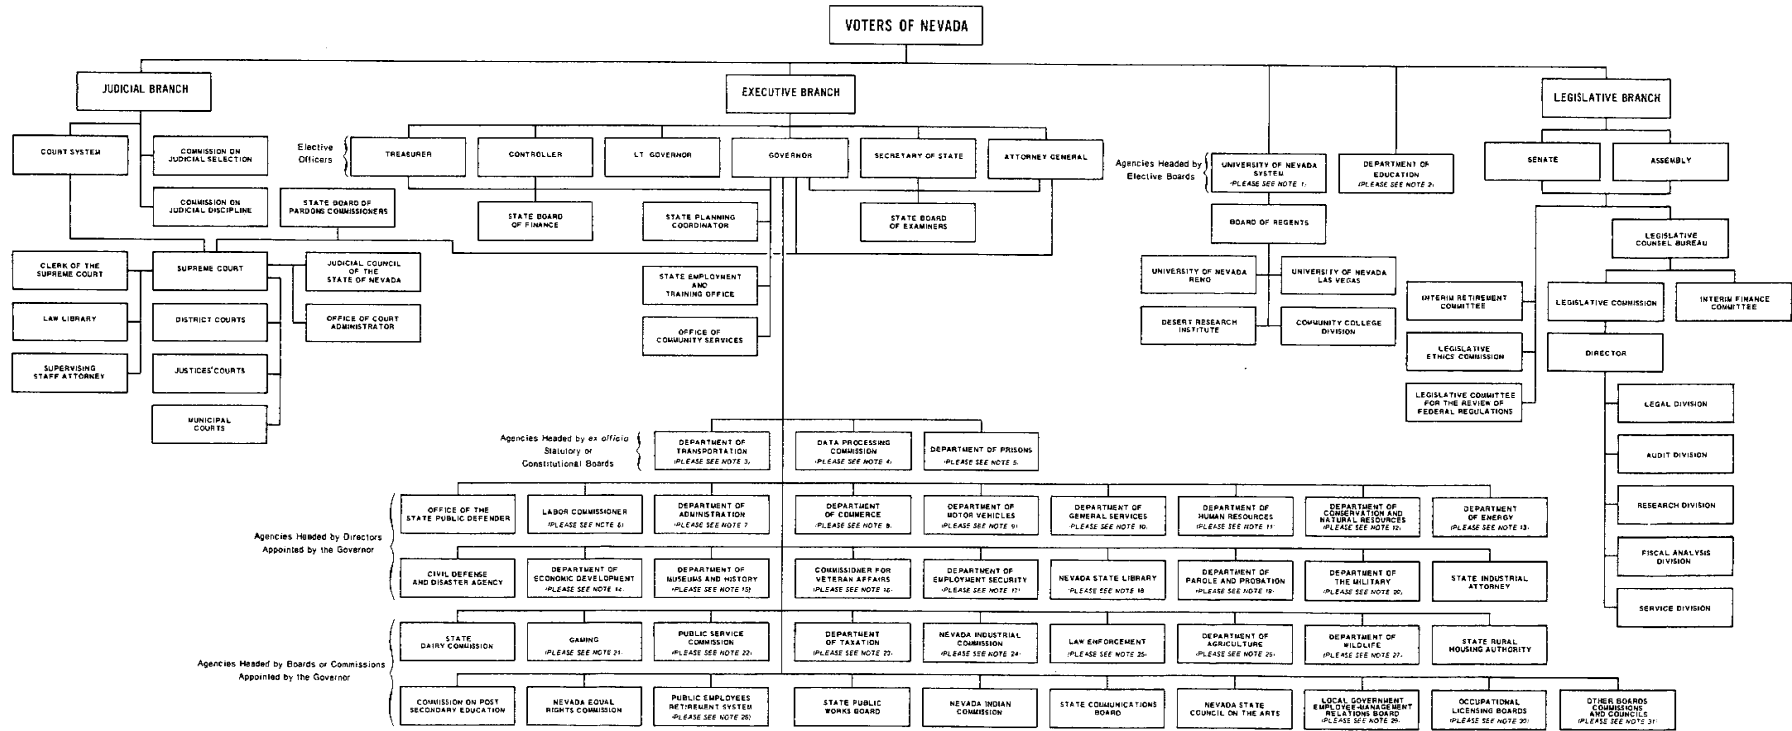 VOTERS OF NEVADA
JUDICIAL BRANCH
EXECUTIVE BRANCH
LEGISLATIVE BRANCH
COURT SYSTEM
COMMISSION ON
JUDICIAL SELECTION
COMMISSION ON
JUDICIAL DISCIPLINE
Elective
Officers
TREASURER
CONTROLLER
LT GOVERNOR
GOVERNOR
SECRETARY OF STATE
ATTORNEY GENERAL
Agencies Headed by
Elective Boards
UNIVERSITY OF NEVADA
SYSTEM
(PLEASE SEE NOTE 1)
DEPARTMENT OF
EDUCATION
(PLEASE SEE NOTE 2)
SENATE
ASSEMBLY
STATE BOARD OF
PARDONS COMMISSIONERS
STATE BOARD
OF FINANCE
STATE PLANNING
COORDINATOR
STATE BOARD
OF EXAMINERS
BOARD OF REGENTS
LEGISLATIVE
COUNSEL BUREAU
CLERK OF THE
SUPREME COURT
SUPREME COURT
JUDICIAL COUNCIL
OF THE
STATE OF NEVADA
STATE EMPLOYMENT
AND
TRAINING OFFICE
UNIVERSITY OF NEVADA
RENO
UNIVERSITY OF NEVADA
LAS VEGAS
INTERIM RETIREMENT
COMMITTEE
LEGISLATIVE COMMISSION
INTERIM FINANCE
COMMITTEE
LAW LIBRARY
DISTRICT COURTS
OFFICE OF COURT
ADMINISTRATOR
OFFICE OF
COMMUNITY SERVICES
DESERT RESEARCH
INSTITUTE
COMMUNITY COLLEGE
DIVISION
LEGISLATIVE
ETHICS COMMISSION
DIRECTOR
SUPERVISING
STAFF ATTORNEY
JUSTICES' COURTS
MUNICIPAL
COURTS
LEGISLATIVE COMMITTEE
FOR THE REVIEW OF
FEDERAL REGULATIONS
LEGAL DIVISION
AUDIT DIVISION
RESEARCH DIVISION
FISCAL ANALYSIS
DIVISION
SERVICE DIVISION
Agencies Headed by ex officio
Statutory or
Constitutional Boards
DEPARTMENT OF
TRANSPORTATION
(PLEASE SEE NOTE 3)
DATA PROCESSING
COMMISSION
(PLEASE SEE NOTE 4)
DEPARTMENT OF PRISONS
(PLEASE SEE NOTE 5)
Agencies Headed by Directors
Appointed by the Governor
OFFICE OF THE
STATE PUBLIC DEFENDER
LABOR COMMISSIONER
(PLEASE SEE NOTE 6)
DEPARTMENT OF
ADMINISTRATION
(PLEASE SEE NOTE 7)
DEPARTMENT
OF COMMERCE
(PLEASE SEE NOTE 8)
DEPARTMENT OF
MOTOR VEHICLES
(PLEASE SEE NOTE 9)
DEPARTMENT OF
GENERAL SERVICES
(PLEASE SEE NOTE 10)
DEPARTMENT OF
HUMAN RESOURCES
(PLEASE SEE NOTE 11)
DEPARTMENT OF
CONSERVATION AND
NATURAL RESOURCES
(PLEASE SEE NOTE 12)
DEPARTMENT
OF ENERGY
(PLEASE SEE NOTE 13)
CIVIL DEFENSE
AND DISASTER AGENCY
DEPARTMENT OF
ECONOMIC DEVELOPMENT
(PLEASE SEE NOTE 14)
DEPARTMENT OF
MUSEUMS AND HISTORY
(PLEASE SEE NOTE 15)
COMMISSIONER FOR
VETERAN AFFAIRS
(PLEASE SEE NOTE 16)
DEPARTMENT OF
EMPLOYMENT SECURITY
(PLEASE SEE NOTE 17)
NEVADA STATE LIBRARY
(PLEASE SEE NOTE 18)
DEPARTMENT OF
PAROLE AND PROBATION
(PLEASE SEE NOTE 19)
DEPARTMENT OF
THE MILITARY
(PLEASE SEE NOTE 20)
STATE INDUSTRIAL
ATTORNEY
Agencies Headed by Boards or Commissions
Appointed by the Governor
STATE
DAIRY COMMISSION
GAMING
(PLEASE SEE NOTE 21)
PUBLIC SERVICE
COMMISSION
(PLEASE SEE NOTE 22)
DEPARTMENT
OF TAXATION
(PLEASE SEE NOTE 23)
NEVADA INDUSTRIAL
COMMISSION
(PLEASE SEE NOTE 24)
LAW ENFORCEMENT
(PLEASE SEE NOTE 25)
DEPARTMENT OF
AGRICULTURE
(PLEASE SEE NOTE 26)
DEPARTMENT OF
WILDLIFE
(PLEASE SEE NOTE 27)
STATE RURAL
HOUSING AUTHORITY
COMMISSION ON POST
SECONDARY EDUCATION
NEVADA EQUAL
RIGHTS COMMISSION
PUBLIC EMPLOYEES
RETIREMENT SYSTEM
(PLEASE SEE NOTE 28)
STATE PUBLIC
WORKS BOARD
NEVADA INDIAN
COMMISSION
STATE COMMUNICATIONS
BOARD
NEVADA STATE
COUNCIL ON THE ARTS
LOCAL GOVERNMENT
EMPLOYEE-MANAGEMENT
RELATIONS BOARD
(PLEASE SEE NOTE 29)
OCCUPATIONAL
LICENSING BOARDS
(PLEASE SEE NOTE 30)
OTHER BOARDS
COMMISSIONS
AND COUNCILS
(PLEASE SEE NOTE 31)